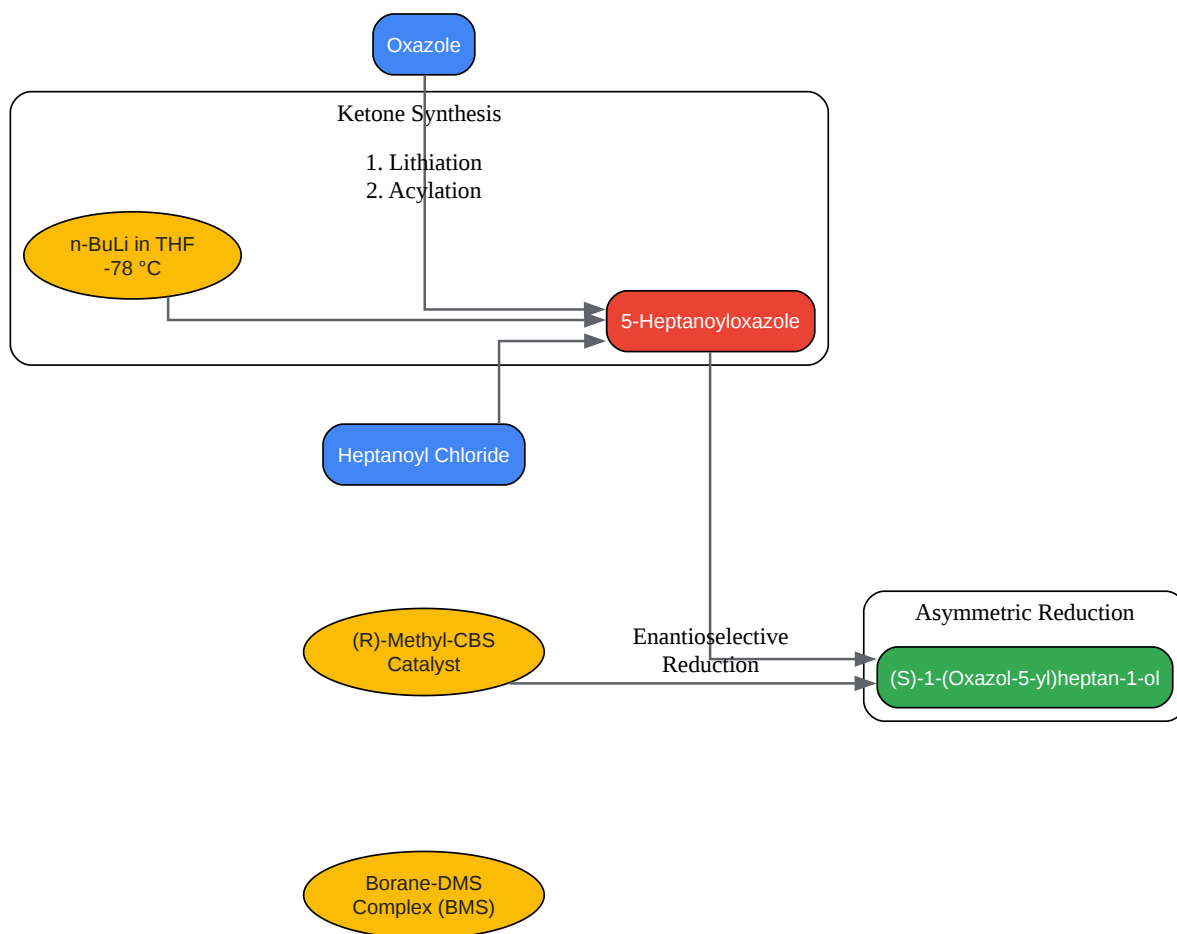 Oxazole
Ketone Synthesis
1. Lithiation
2. Acylation
n-BuLi in THF
-78 °C
5-Heptanoyloxazole
Heptanoyl Chloride
Asymmetric Reduction
(R)-Methyl-CBS
Catalyst
Enantioselective
Reduction
(S)-1-(Oxazol-5-yl)heptan-1-ol
Borane-DMS
Complex (BMS)